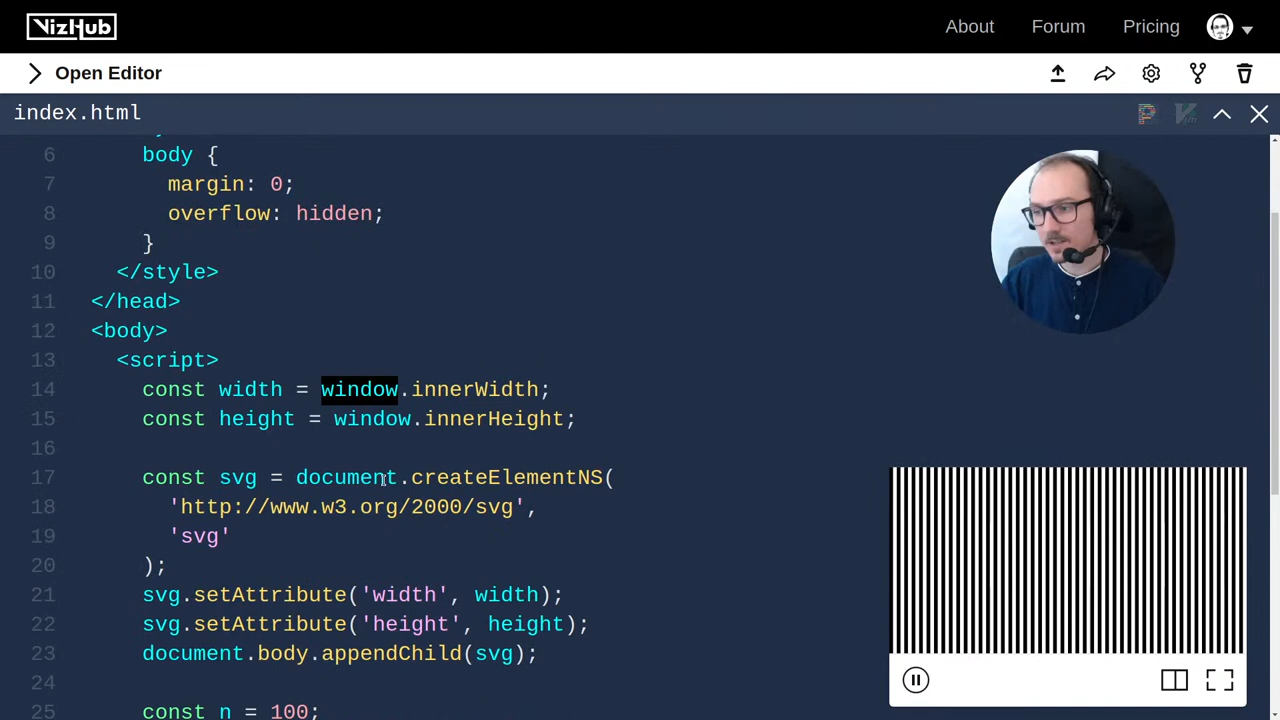 VizHub
About Forum Pricing
Open Editor
index.html
6 body {
7 margin: 0;
8 overflow: hidden;
9 }
10 </style>
11 </head>
12 <body>
13 <script>
14 const width = window.innerWidth;
15 const height = window.innerHeight;
16
17 const svg = document.createElementNS(
18 'http://www.w3.org/2000/svg',
19 'svg'
20 );
21 svg.setAttribute('width', width);
22 svg.setAttribute('height', height);
23 document.body.appendChild(svg);
24
25 const n = 100;